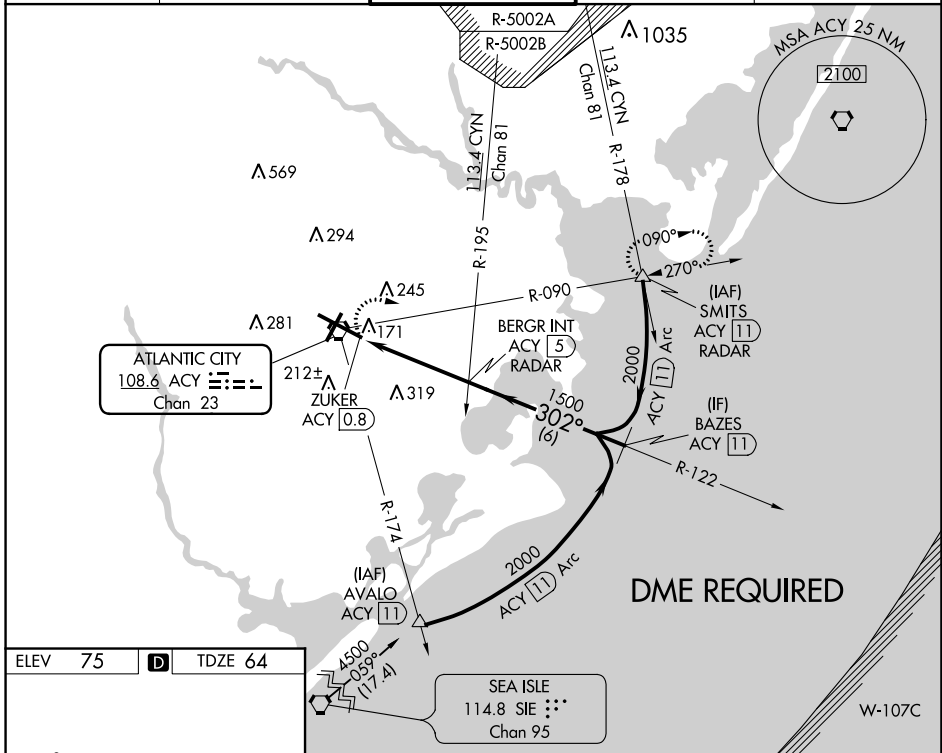 R-5002A
R-5002B
1035
MSA ACY 25 NM
2100
113.4 CYN
Chan 81
R-195
113.4 CYN
Chan 81
R-178
569
294
245
281
171
212±
319
090°
270°
R-090
(IAF)
SMITS
ACY 11
RADAR
BERGR INT
ACY 5
RADAR
ATLANTIC CITY
108.6 ACY
Chan 23
ZUKER
ACY 0.8
1500
302°
(6)
2000
ACY 11 Arc
(IF)
BAZES
ACY 11
R-122
R-174
2000
ACY 11 Arc
(IAF)
AVALO
ACY 11
DME REQUIRED
4500
059°
(17.4)
ELEV 75 D TDZE 64
SEA ISLE
114.8 SIE
Chan 95
W-107C